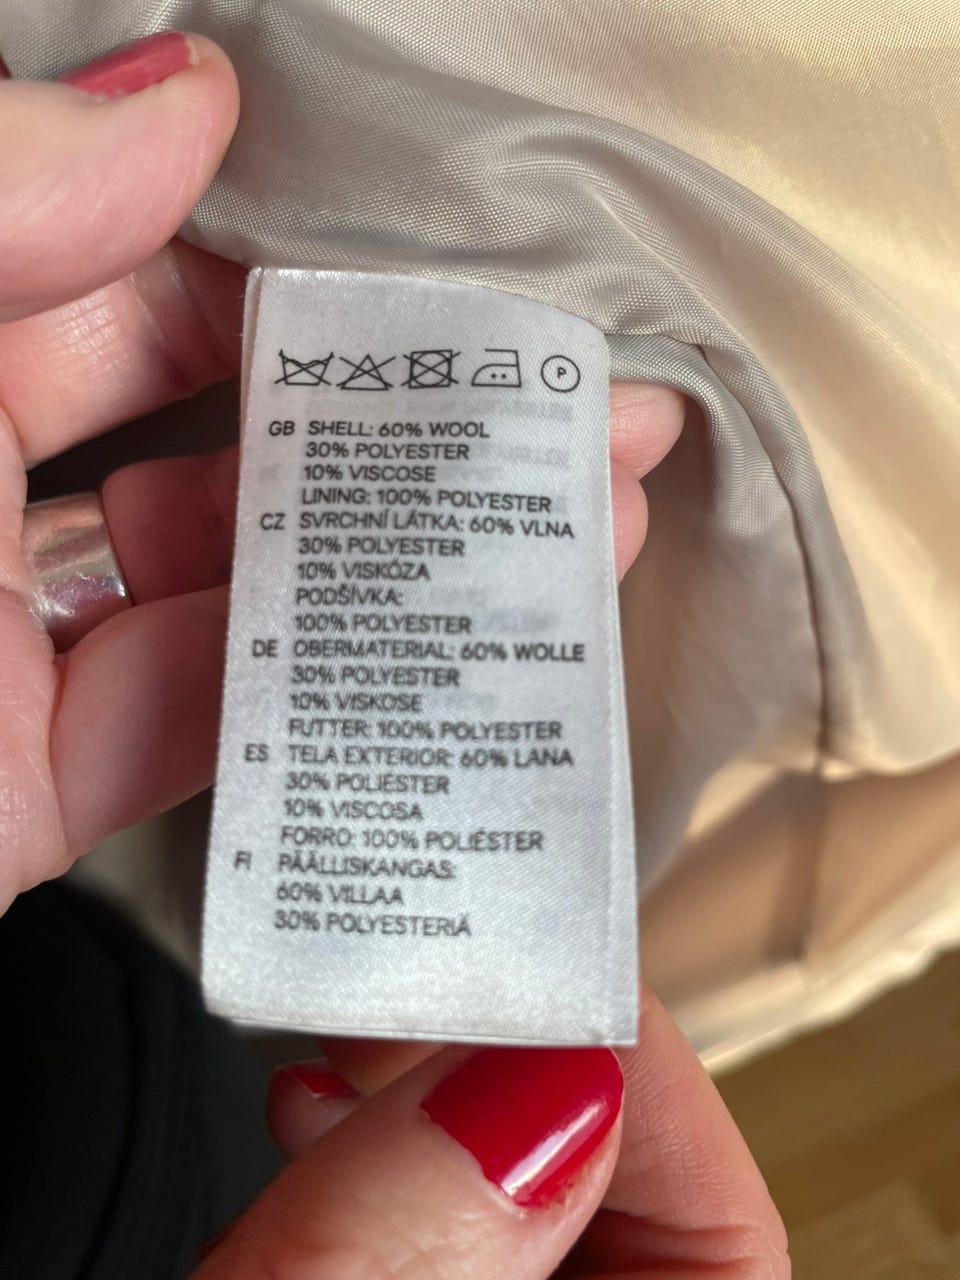 P
GB SHELL: 60% WOOL
30% POLYESTER
10% VISCOSE
LINING: 100% POLYESTER
CZ SVRCHNÍ LÁTKA: 60% VLNA
30% POLYESTER
10% VISKÓZA
PODŠÍVKA:
100% POLYESTER
DE OBERMATERIAL: 60% WOLLE
30% POLYESTER
10% VISKOSE
FUTTER: 100% POLYESTER
ES TELA EXTERIOR: 60% LANA
30% POLIÉSTER
10% VISCOSA
FORRO: 100% POLIÉSTER
FI PÄÄLLISKANGAS:
60% VILLAA
30% POLYESTERIÄ